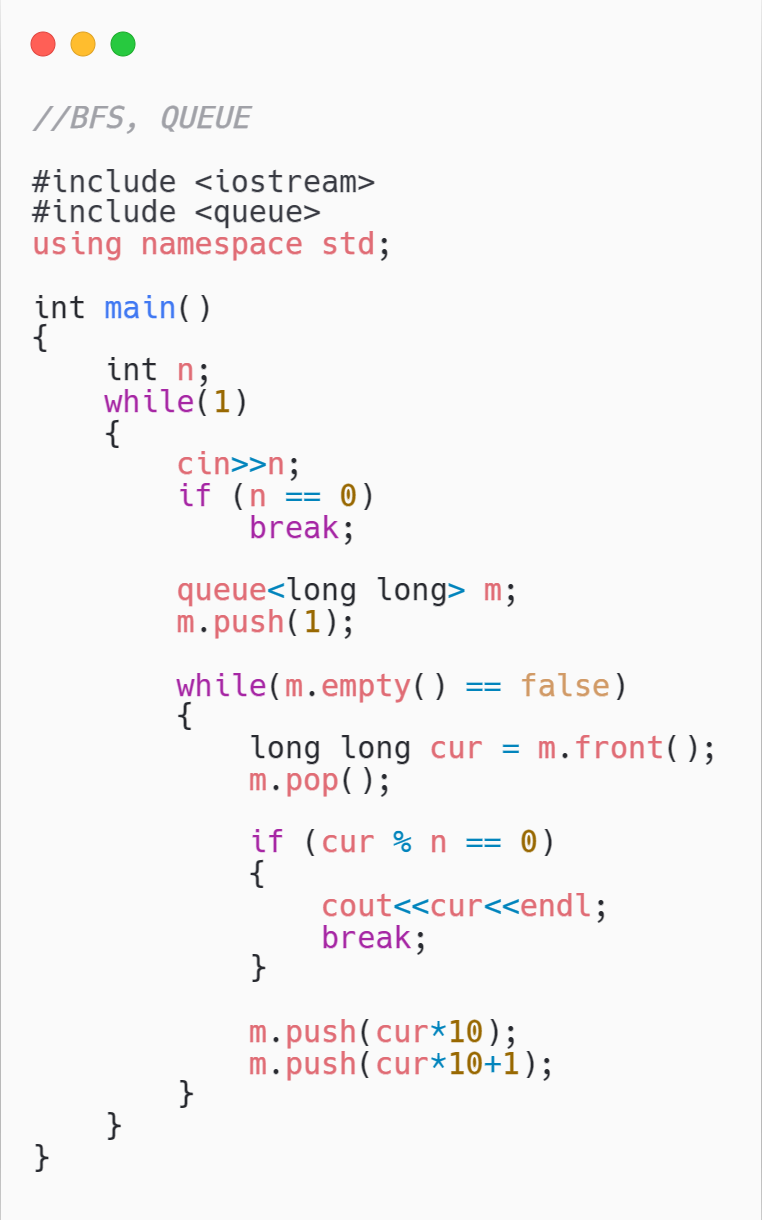 //BFS, QUEUE

#include <iostream>
#include <queue>
using namespace std;

int main()
{
    int n;
    while(1)
    {
        cin>>n;
        if (n == 0)
            break;

        queue<long long> m;
        m.push(1);

        while(m.empty() == false)
        {
            long long cur = m.front();
            m.pop();

            if (cur % n == 0)
            {
                cout<<cur<<endl;
                break;
            }

            m.push(cur*10);
            m.push(cur*10+1);
        }
    }
}